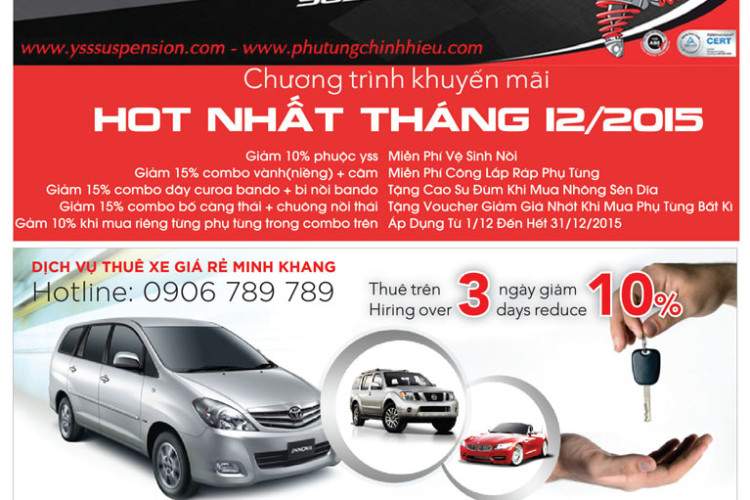 www.ysssuspension.com - www.phutungchinhhieu.com
CERT
Chương trình khuyến mãi
HOT NHẤT THÁNG 12/2015
Giảm 10% phuộc yss Miễn Phí Vệ Sinh Nồi
Giảm 15% combo vành(niềng) + căm Miễn Phí Công Lắp Ráp Phụ Tùng
Giảm 15% combo dây curoa bando + bi nồi bando Tặng Cao Su Đùm Khi Mua Nhông Sên Dĩa
Giảm 15% combo bố càng thái + chuông nồi thái Tặng Voucher Giảm Giá Nhớt Khi Mua Phụ Tùng Bất Kì
Gảm 10% khi mua riêng từng phụ tùng trong combo trên Áp Dụng Từ 1/12 Đến Hết 31/12/2015
DỊCH VỤ THUÊ XE GIÁ RẺ MINH KHANG
Hotline: 0906 789 789
Thuê trên 3 ngày giảm 10%
Hiring over days reduce
INNOVA